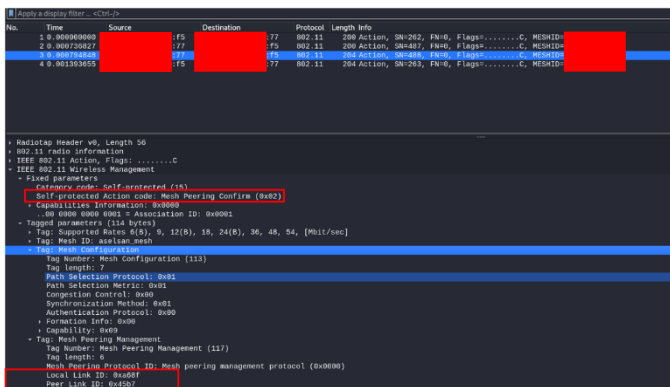 Apply a display filter ... <Ctrl-/>
No. Time Source Destination Protocol Length Info
1 0.000000000 :f5 :77 802.11 200 Action, SN=262, FN=0, Flags=........C, MESHID=
2 0.000736827 :77 :f5 802.11 200 Action, SN=487, FN=0, Flags=........C, MESHID=
3 0.000794848 :77 :f5 802.11 204 Action, SN=488, FN=0, Flags=........C, MESHID=
4 0.001393655 :f5 :77 802.11 204 Action, SN=263, FN=0, Flags=........C, MESHID=
Radiotap Header v0, Length 56
802.11 radio information
IEEE 802.11 Action, Flags: ........C
IEEE 802.11 Wireless Management
Fixed parameters
Category code: Self-protected (15)
Self-protected Action code: Mesh Peering Confirm (0x02)
Capabilities Information: 0x0000
..00 0000 0000 0001 = Association ID: 0x0001
Tagged parameters (114 bytes)
Tag: Supported Rates 6(B), 9, 12(B), 18, 24(B), 36, 48, 54, [Mbit/sec]
Tag: Mesh ID: aselsan_mesh
Tag: Mesh Configuration
Tag Number: Mesh Configuration (113)
Tag length: 7
Path Selection Protocol: 0x01
Path Selection Metric: 0x01
Congestion Control: 0x00
Synchronization Method: 0x01
Authentication Protocol: 0x00
Formation Info: 0x00
Capability: 0x09
Tag: Mesh Peering Management
Tag Number: Mesh Peering Management (117)
Tag length: 6
Mesh Peering Protocol ID: Mesh peering management protocol (0x0000)
Local Link ID: 0xa68f
Peer Link ID: 0x45b7